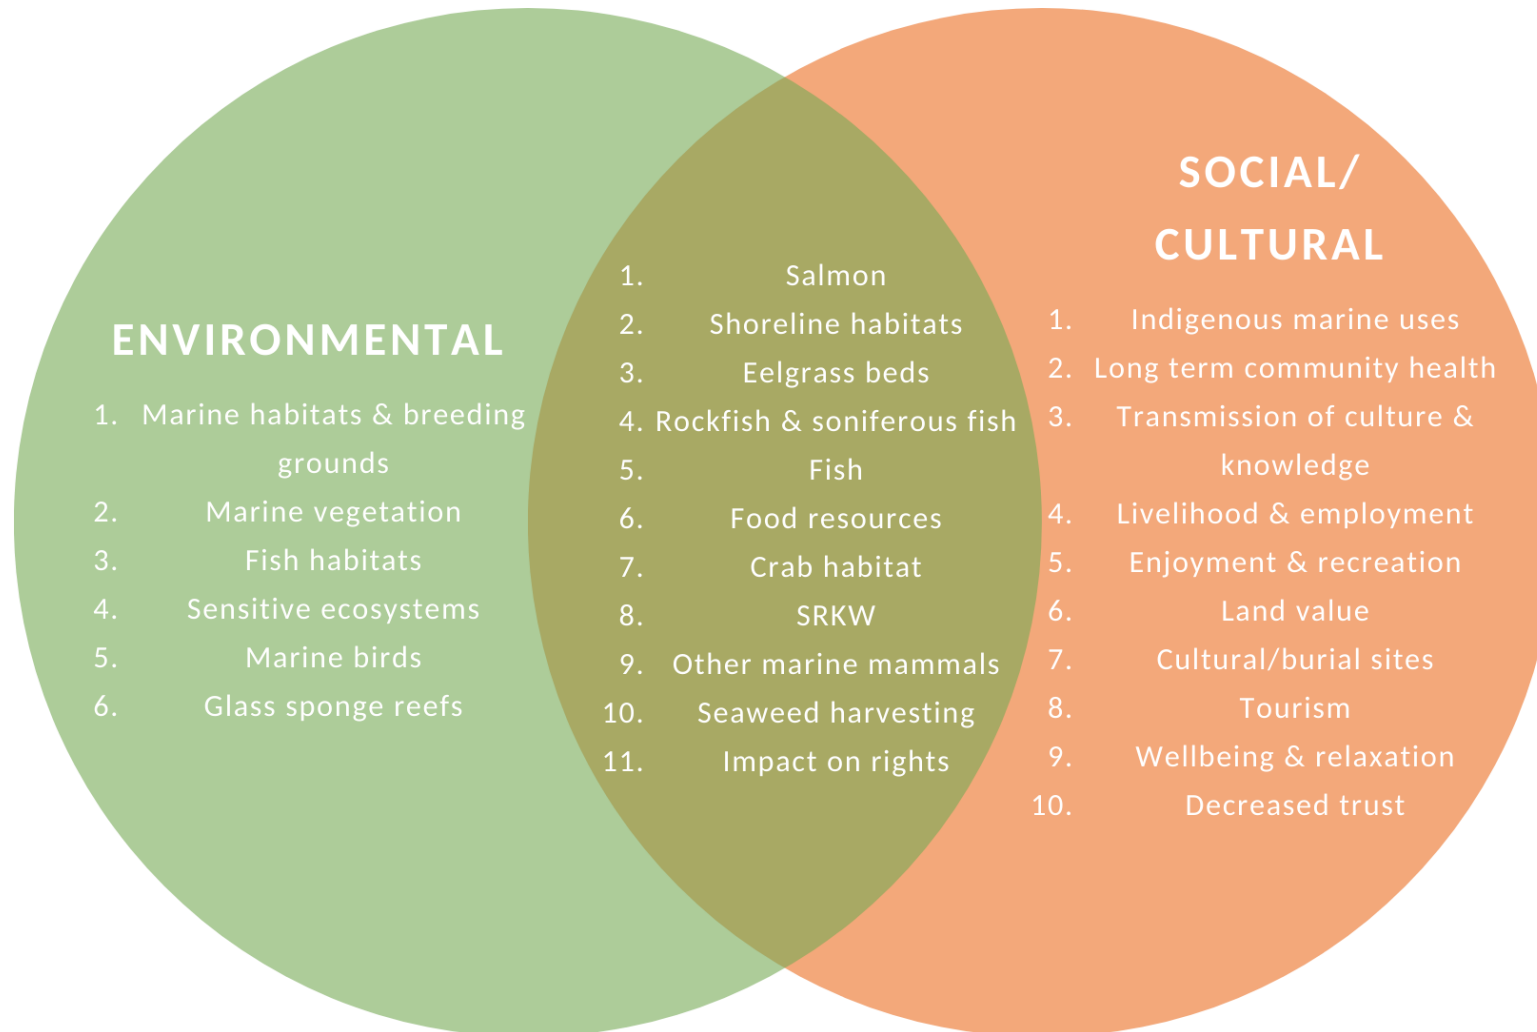 ENVIRONMENTAL
1. Marine habitats & breeding
grounds
2. Marine vegetation
3. Fish habitats
4. Sensitive ecosystems
5. Marine birds
6. Glass sponge reefs
1. Salmon
2. Shoreline habitats
3. Eelgrass beds
4. Rockfish & soniferous fish
5. Fish
6. Food resources
7. Crab habitat
8. SRKW
9. Other marine mammals
10. Seaweed harvesting
11. Impact on rights
SOCIAL/
CULTURAL
1. Indigenous marine uses
2. Long term community health
3. Transmission of culture &
knowledge
4. Livelihood & employment
5. Enjoyment & recreation
6. Land value
7. Cultural/burial sites
8. Tourism
9. Wellbeing & relaxation
10. Decreased trust